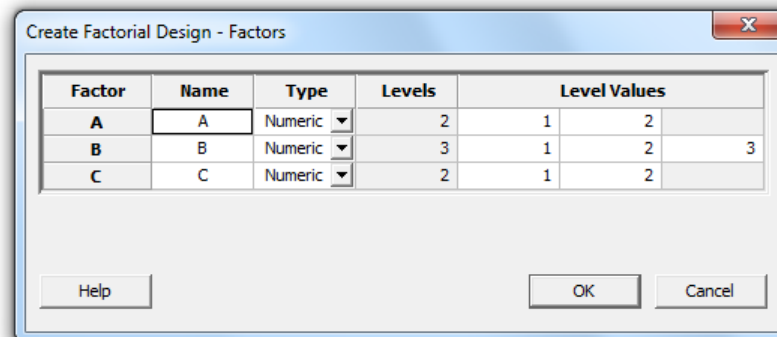 Create Factorial Design - Factors
Factor Name Type Levels Level Values
A A Numeric 2 1 2
B B Numeric 3 1 2 3
C C Numeric 2 1 2
Help OK Cancel